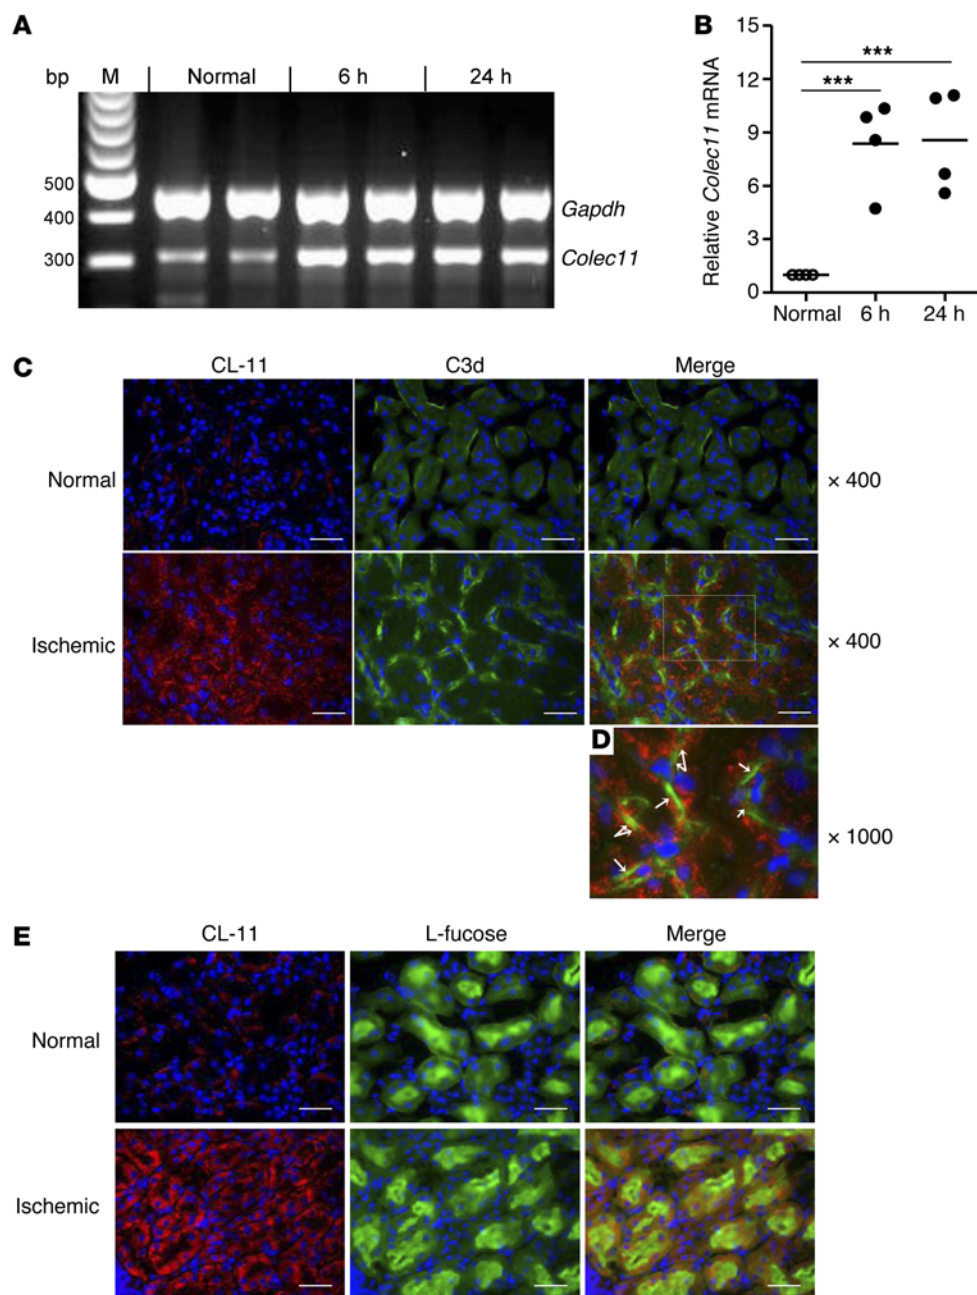 A
bp M Normal 6 h 24 h
500
400
300
Gapdh
Colec11
B
Relative Colec11 mRNA
15
12
9
6
3
0
***
***
Normal 6 h 24 h
C
CL-11 C3d Merge
Normal × 400
Ischemic × 400
D
× 1000
E
CL-11 L-fucose Merge
Normal
Ischemic